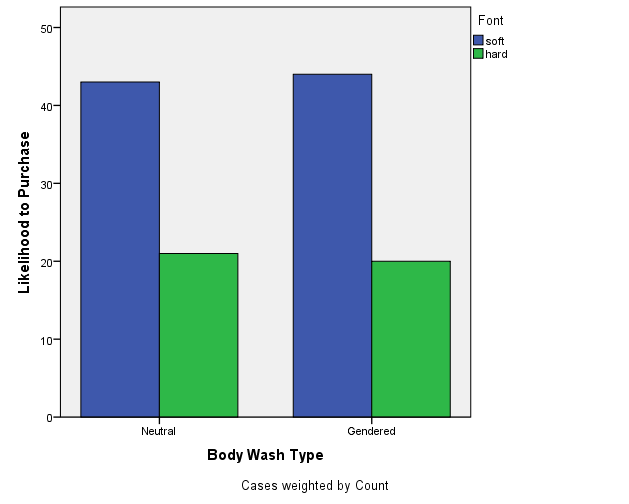 Font
soft
hard
50
40
30
20
10
0
Likelihood to Purchase
Neutral
Gendered
Body Wash Type
Cases weighted by Count